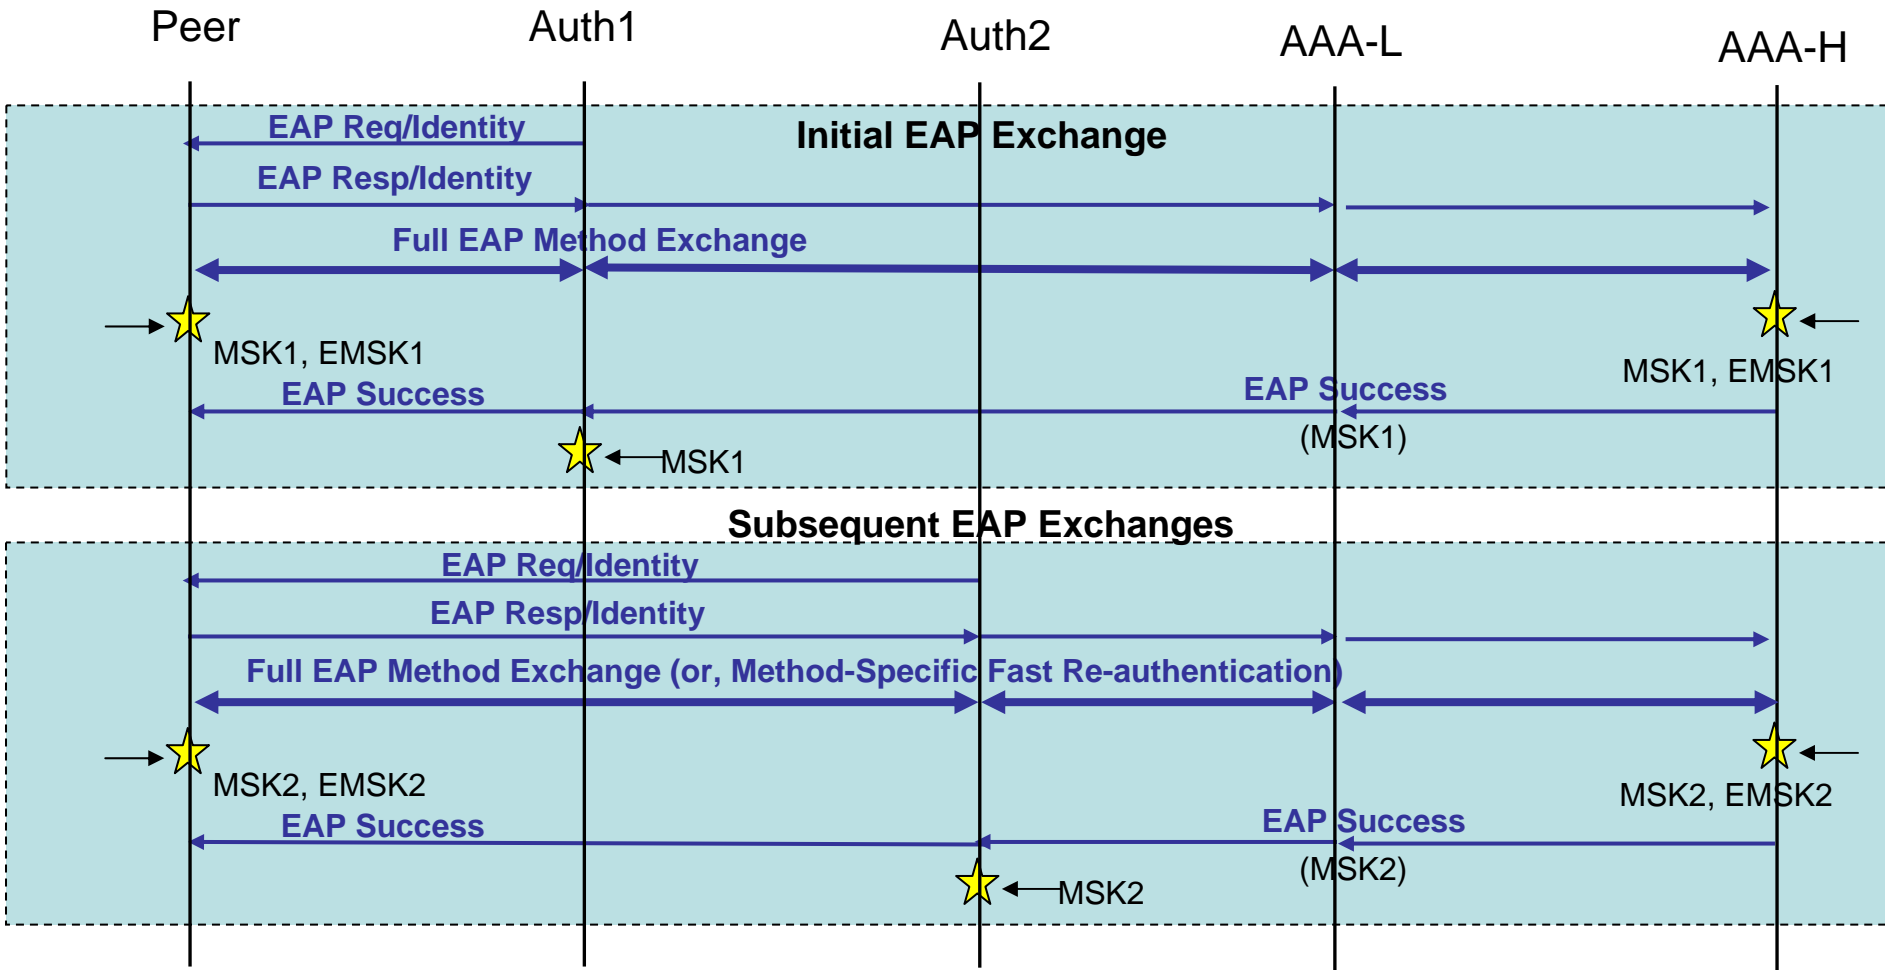 Peer
Auth1
Auth2
AAA-L
AAA-H
EAP Req/Identity
Initial EAP Exchange
EAP Resp/Identity
Full EAP Method Exchange
MSK1, EMSK1
MSK1, EMSK1
EAP Success
EAP Success
(MSK1)
MSK1
Subsequent EAP Exchanges
EAP Req/Identity
EAP Resp/Identity
Full EAP Method Exchange (or, Method-Specific Fast Re-authentication)
MSK2, EMSK2
MSK2, EMSK2
EAP Success
EAP Success
(MSK2)
MSK2